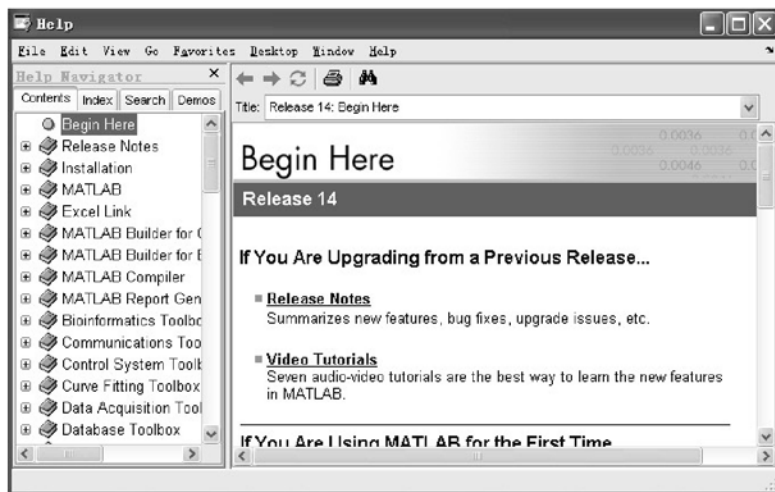 Help
File Edit View Go Favorites Desktop Window Help
Help Navigator
Contents Index Search Demos
Title: Release 14: Begin Here
Begin Here
Release Notes
Installation
MATLAB
Excel Link
MATLAB Builder for
MATLAB Builder for E
MATLAB Compiler
MATLAB Report Gen
Bioinformatics Toolbo
Communications Too
Control System Toolb
Curve Fitting Toolbox
Data Acquisition Tool
Database Toolbox
0.0036
0.0036 0.0036
0.0046
Begin Here
Release 14
If You Are Upgrading from a Previous Release...
Release Notes
Summarizes new features, bug fixes, upgrade issues, etc.
Video Tutorials
Seven audio-video tutorials are the best way to learn the new features
in MATLAB.
If You Are Using MATLAB for the First Time